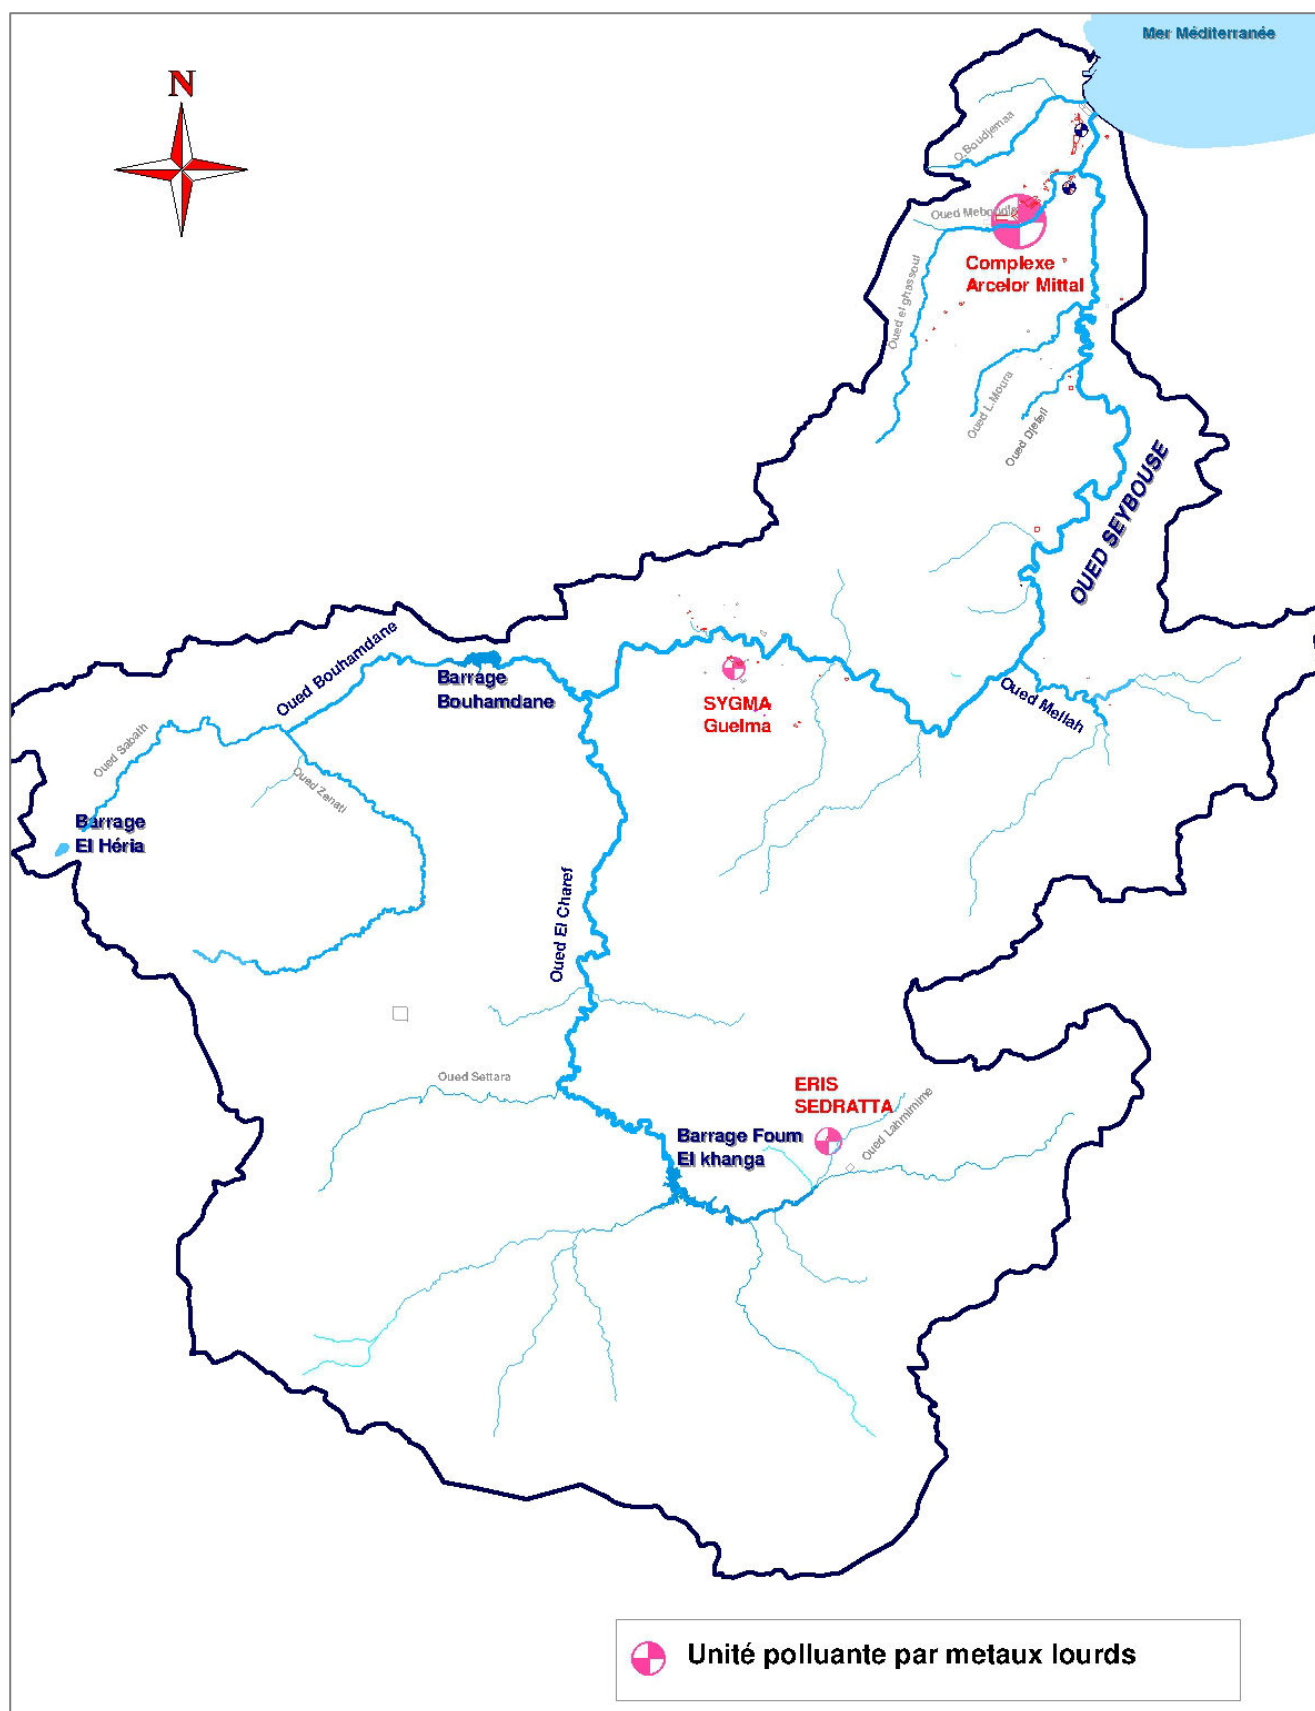 Mer Méditerranée
N
O.Boudjemaa
Oued Meboudja
Complexe
Arcelor Mittal
Oued el ghassoul
Oued L.Moura
Oued Djefeil
OUED SEYBOUSE
Oued Bouhamdane
Barrage
Bouhamdane
SYGMA
Guelma
Oued Mellah
Oued Sabath
Oued Zenati
Barrage
El Héria
Oued El Charef
Oued Settara
ERIS
SEDRATTA
Oued Lahmimime
Barrage Foum
El khanga
Unité polluante par metaux lourds